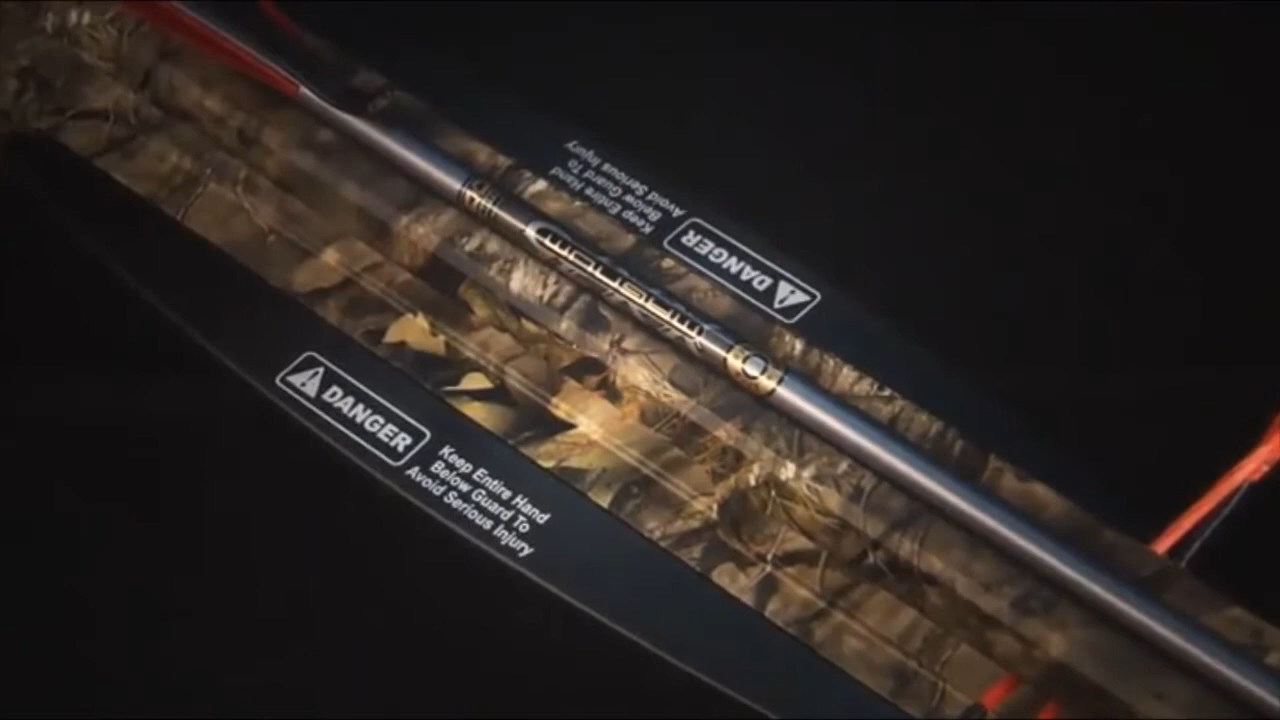 DANGER
Keep Entire Hand
Below Guard To
Avoid Serious Injury
DANGER
Keep Entire Hand
Below Guard To
Avoid Serious Injury